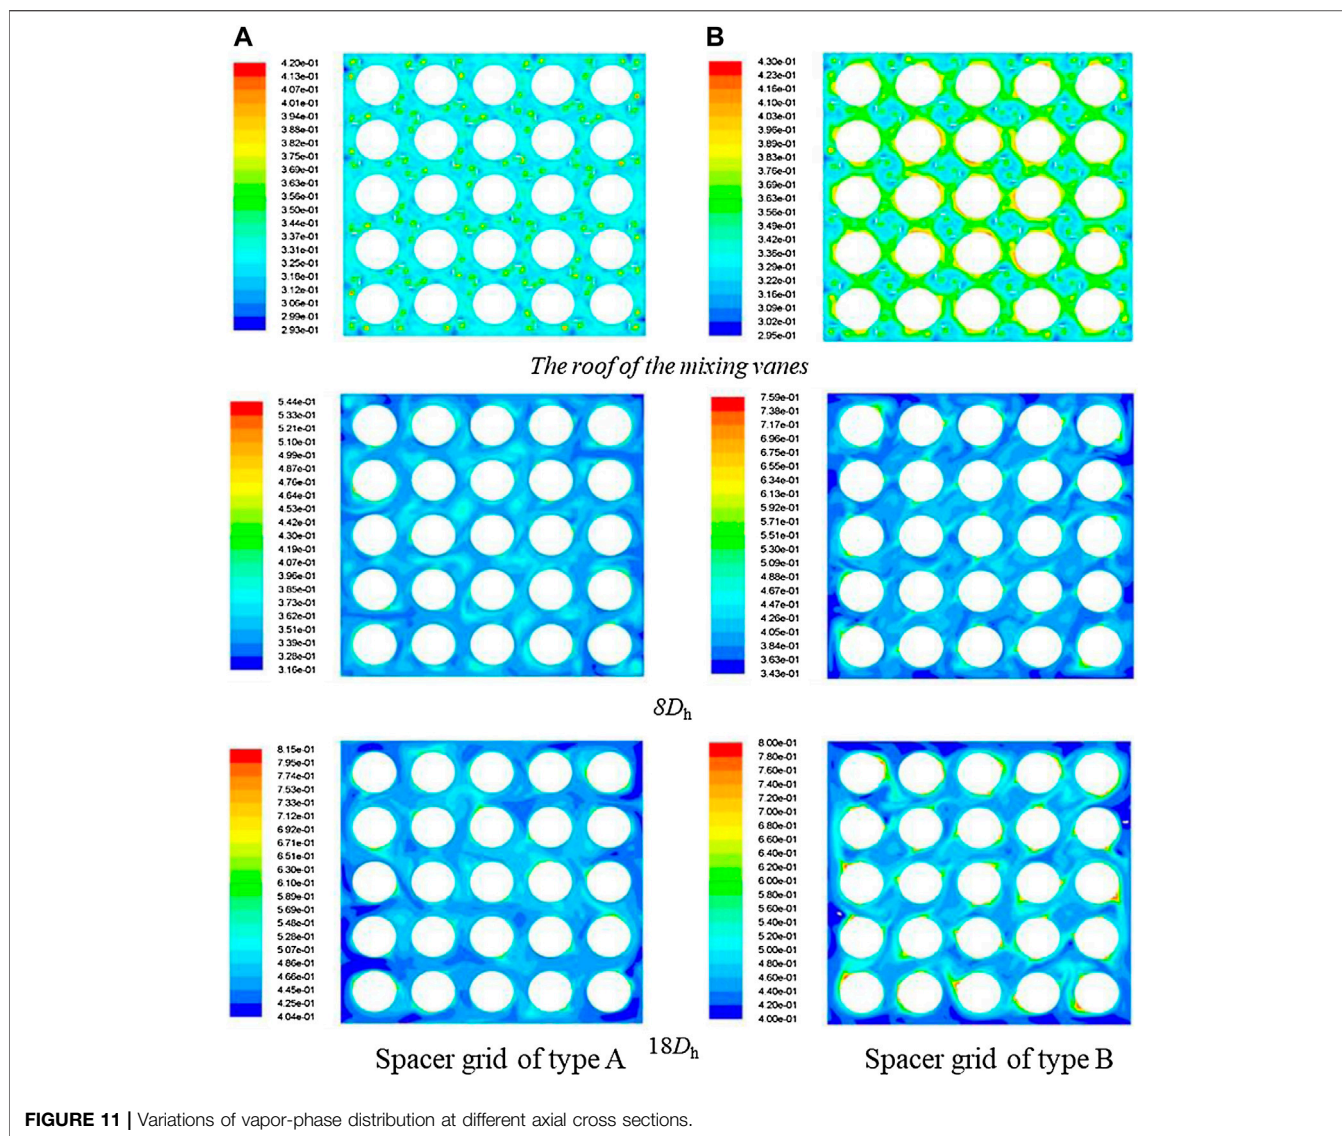 A
B
4.20e-01
4.13e-01
4.07e-01
4.01e-01
3.94e-01
3.88e-01
3.82e-01
3.75e-01
3.63e-01
3.56e-01
3.50e-01
3.44e-01
3.37e-01
3.31e-01
3.25e-01
3.18e-01
3.12e-01
3.06e-01
2.99e-01
2.93e-01
4.30e-01
4.23e-01
4.16e-01
4.10e-01
4.03e-01
3.96e-01
3.89e-01
3.83e-01
3.76e-01
3.69e-01
3.63e-01
3.56e-01
3.49e-01
3.42e-01
3.36e-01
3.29e-01
3.22e-01
3.16e-01
3.09e-01
3.02e-01
2.95e-01
The roof of the mixing vanes
5.44e-01
5.33e-01
5.21e-01
5.10e-01
4.99e-01
4.87e-01
4.76e-01
4.64e-01
4.53e-01
4.42e-01
4.30e-01
4.19e-01
4.07e-01
3.96e-01
3.85e-01
3.73e-01
3.62e-01
3.51e-01
3.39e-01
3.28e-01
3.16e-01
7.59e-01
7.38e-01
7.17e-01
6.96e-01
6.75e-01
6.55e-01
6.34e-01
6.13e-01
5.92e-01
5.71e-01
5.51e-01
5.30e-01
5.09e-01
4.88e-01
4.67e-01
4.47e-01
4.26e-01
4.05e-01
3.84e-01
3.63e-01
3.43e-01
8Dh
8.15e-01
7.95e-01
7.74e-01
7.53e-01
7.33e-01
7.12e-01
6.92e-01
6.71e-01
6.51e-01
6.30e-01
6.10e-01
5.89e-01
5.69e-01
5.48e-01
5.28e-01
5.07e-01
4.86e-01
4.66e-01
4.45e-01
4.25e-01
4.04e-01
8.00e-01
7.80e-01
7.60e-01
7.40e-01
7.20e-01
7.00e-01
6.80e-01
6.60e-01
6.40e-01
6.20e-01
6.00e-01
5.80e-01
5.60e-01
5.40e-01
5.20e-01
5.00e-01
4.80e-01
4.60e-01
4.40e-01
4.20e-01
4.00e-01
18Dh
Spacer grid of type A
Spacer grid of type B
FIGURE 11 | Variations of vapor-phase distribution at different axial cross sections.